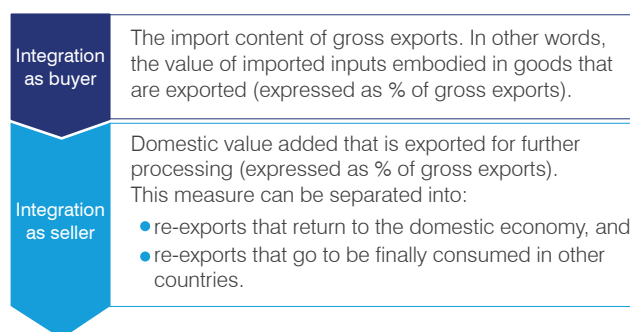 Integration
as buyer
The import content of gross exports. In other words,
the value of imported inputs embodied in goods that
are exported (expressed as % of gross exports).
Integration
as seller
Domestic value added that is exported for further
processing (expressed as % of gross exports).
This measure can be separated into:
• re-exports that return to the domestic economy, and
• re-exports that go to be finally consumed in other
countries.